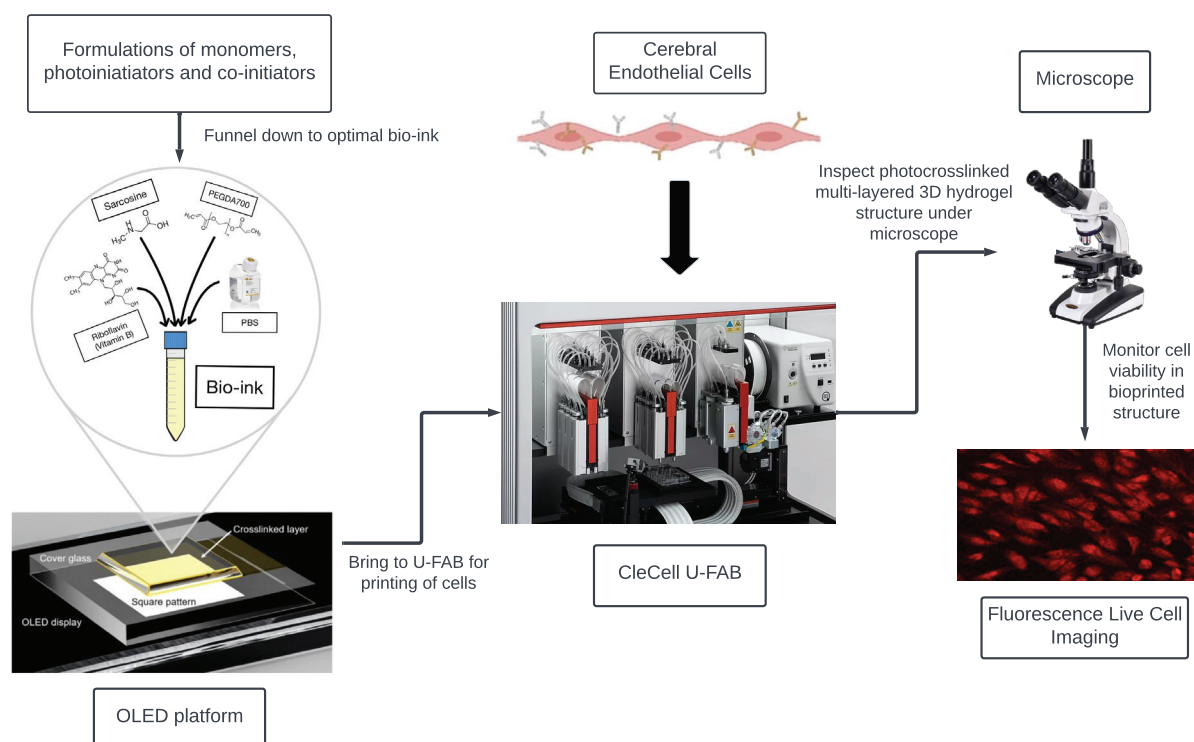 Formulations of monomers,
photoiniatiators and co-initiators
Funnel down to optimal bio-ink
Sarcosine
PEGDA700
H₃C
N
H
O
OH
Riboflavin
(Vitamin B)
PBS
Bio-ink
Crosslinked layer
Cover glass
Square pattern
OLED display
OLED platform
Bring to U-FAB for
printing of cells
Cerebral
Endothelial Cells
CleCell U-FAB
Inspect photocrosslinked
multi-layered 3D hydrogel
structure under
microscope
Microscope
Monitor cell
viability in
bioprinted
structure
Fluorescence Live Cell
Imaging